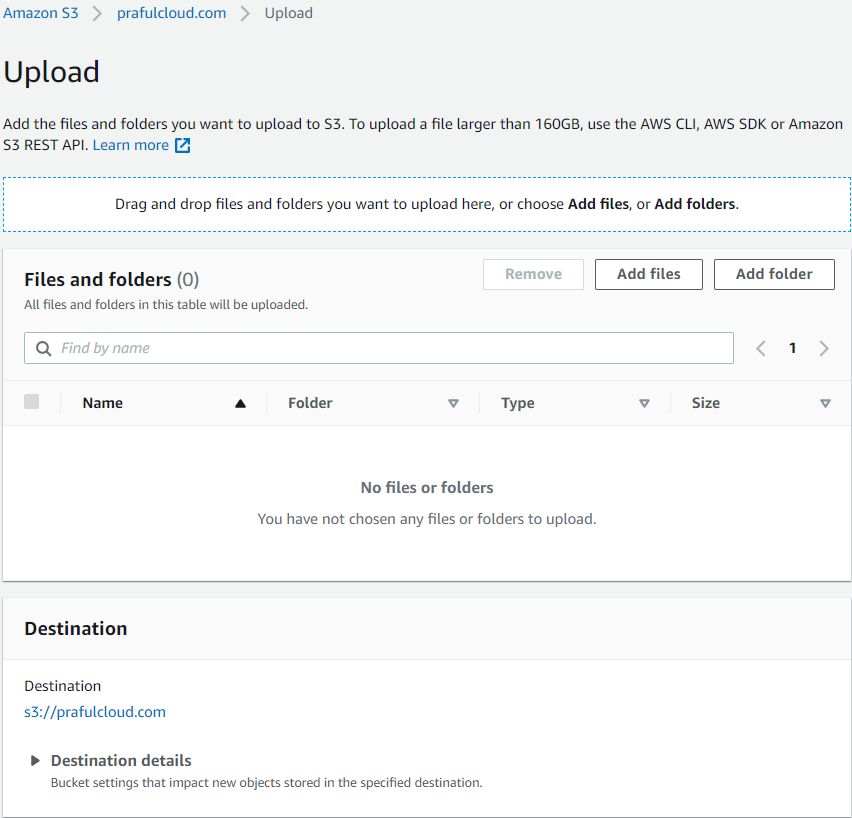 Amazon S3 > prafulcloud.com > Upload
Upload
Add the files and folders you want to upload to S3. To upload a file larger than 160GB, use the AWS CLI, AWS SDK or Amazon
S3 REST API. Learn more
Drag and drop files and folders you want to upload here, or choose Add files, or Add folders.
Files and folders (0)
Remove
Add files
Add folder
All files and folders in this table will be uploaded.
Find by name
1
Name Folder Type Size
No files or folders
You have not chosen any files or folders to upload.
Destination
Destination
s3://prafulcloud.com
Destination details
Bucket settings that impact new objects stored in the specified destination.